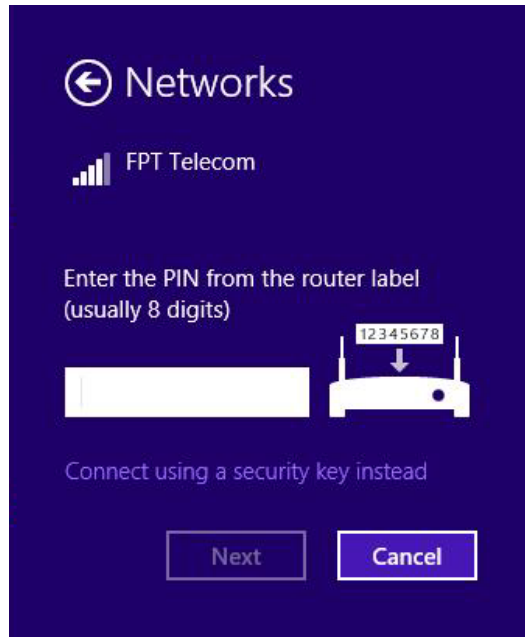 Networks
FPT Telecom
Enter the PIN from the router label
(usually 8 digits)
12345678
Connect using a security key instead
Next
Cancel